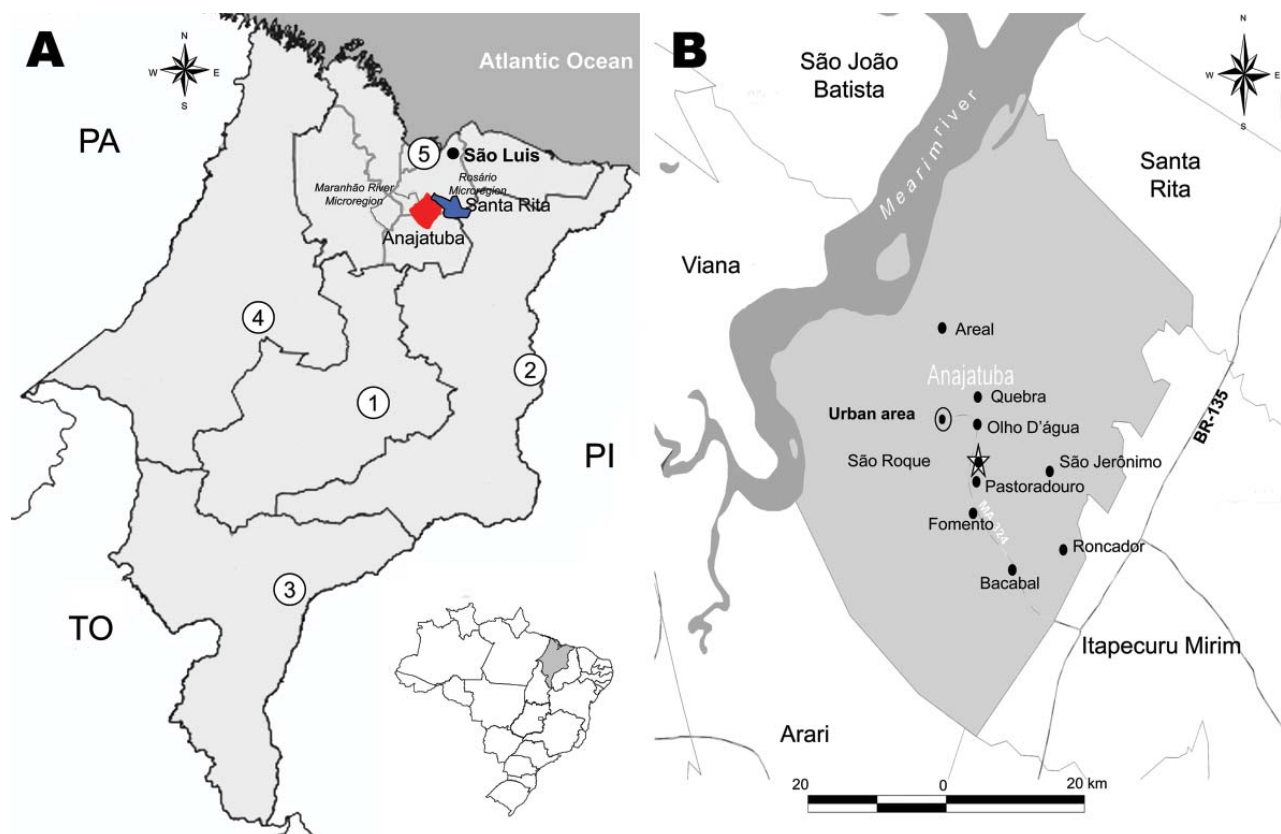 A
N
W
E
S
Atlantic Ocean
PA
5
São Luis
Maranhão River
Microregion
Rosário
Microregion
Santa Rita
Anajatuba
4
2
1
PI
3
TO
B
São João
Batista
Mearim river
N
W
E
S
Santa
Rita
Viana
Areal
Anajatuba
Quebra
Urban area
Olho D'água
BR-135
São Roque
São Jerônimo
Pastoradouro
MA-324
Fomento
Roncador
Bacabal
Itapecuru Mirim
Arari
20
0
20 km